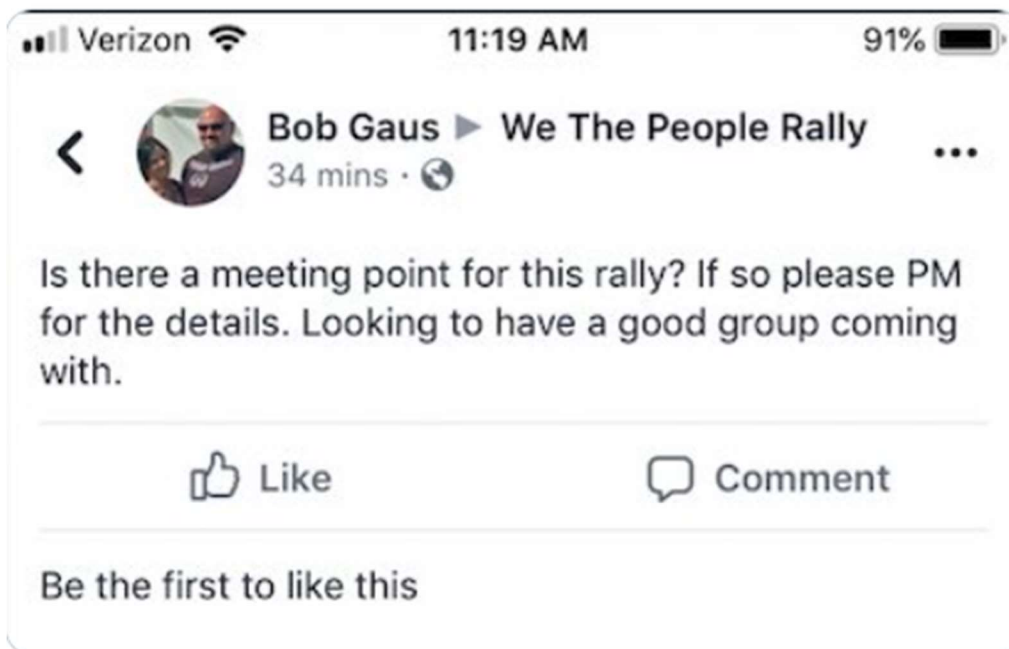 Verizon 11:19 AM 91%
Bob Gaus ▶ We The People Rally
34 mins ·
Is there a meeting point for this rally? If so please PM
for the details. Looking to have a good group coming
with.
Like Comment
Be the first to like this